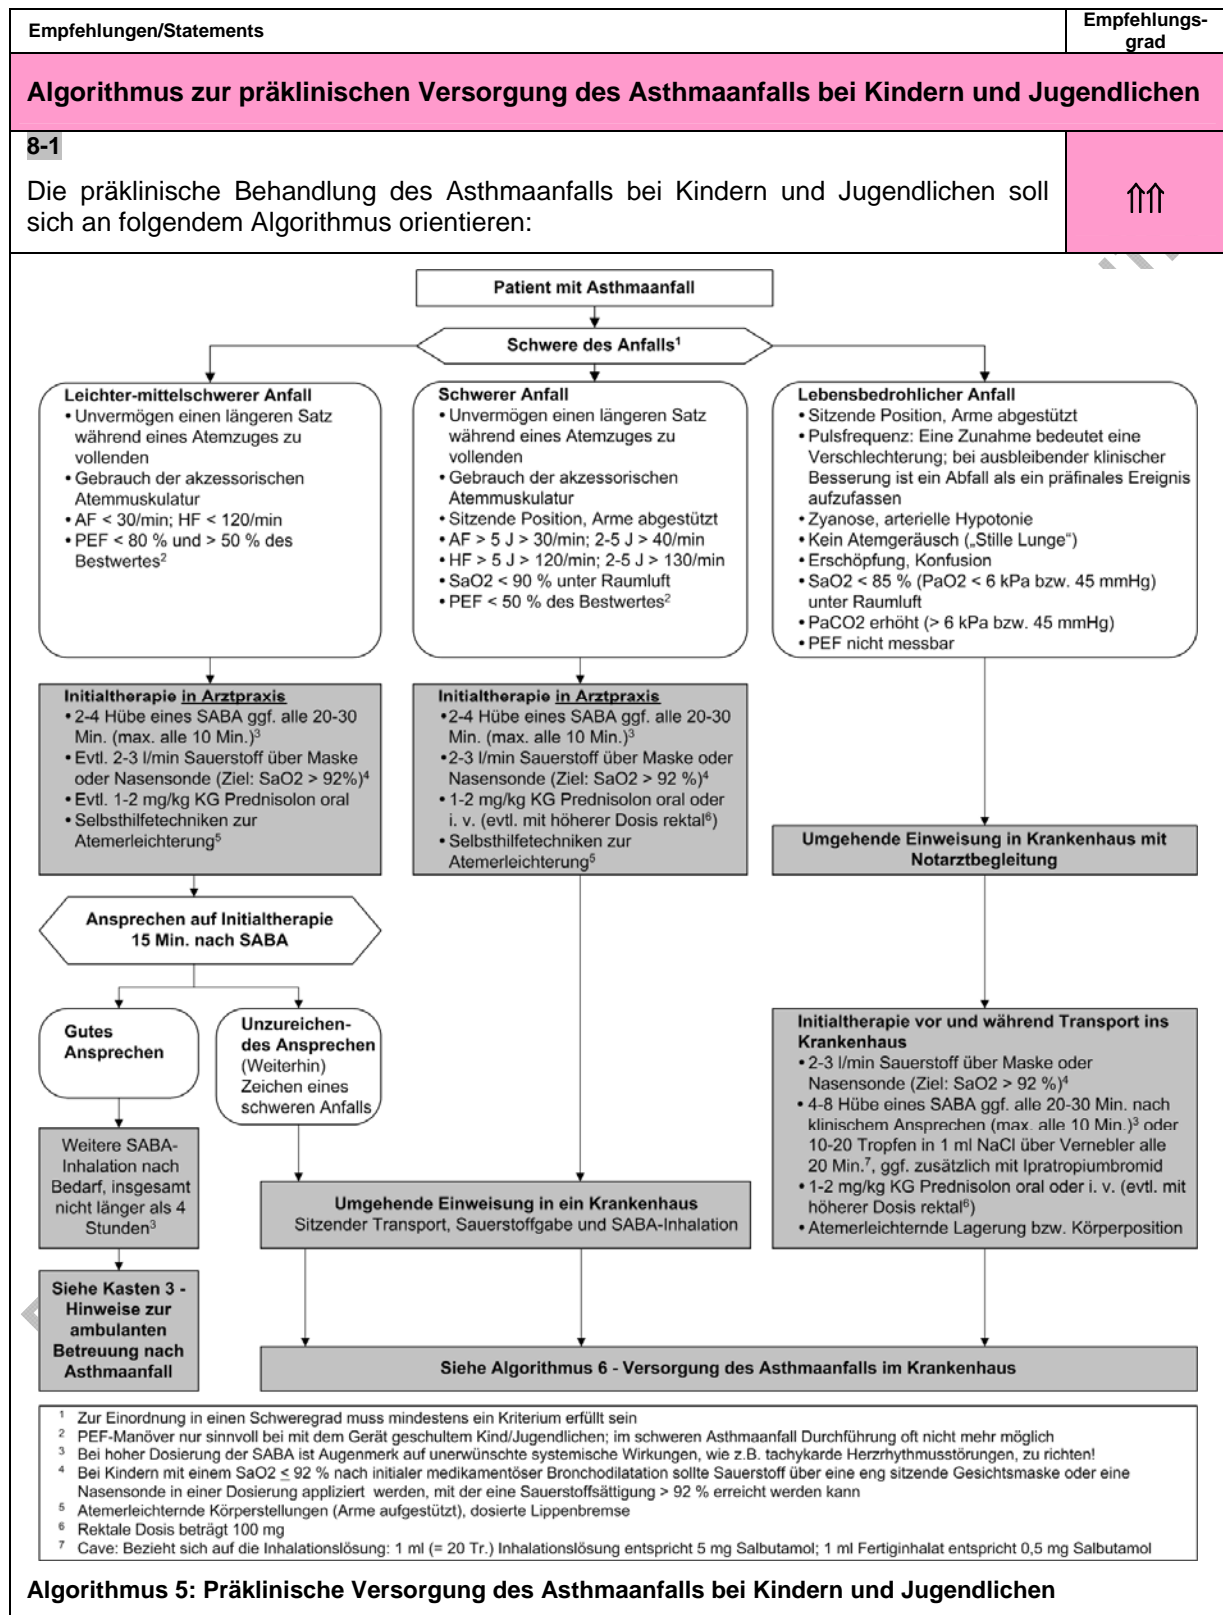 Empfehlungen/Statements
Empfehlungs-
grad
Algorithmus zur präklinischen Versorgung des Asthmaanfalls bei Kindern und Jugendlichen
8-1
Die präklinische Behandlung des Asthmaanfalls bei Kindern und Jugendlichen soll
sich an folgendem Algorithmus orientieren:
⇑⇑
Patient mit Asthmaanfall
Schwere des Anfalls¹
Leichter-mittelschwerer Anfall
• Unvermögen einen längeren Satz
während eines Atemzuges zu
vollenden
• Gebrauch der akzessorischen
Atemmuskulatur
• AF < 30/min; HF < 120/min
• PEF < 80 % und > 50 % des
Bestwertes²
Schwerer Anfall
• Unvermögen einen längeren Satz
während eines Atemzuges zu
vollenden
• Gebrauch der akzessorischen
Atemmuskulatur
• Sitzende Position, Arme abgestützt
• AF > 5 J > 30/min; 2-5 J > 40/min
• HF > 5 J > 120/min; 2-5 J > 130/min
• SaO2 < 90 % unter Raumluft
• PEF < 50 % des Bestwertes²
Lebensbedrohlicher Anfall
• Sitzende Position, Arme abgestützt
• Pulsfrequenz: Eine Zunahme bedeutet eine
Verschlechterung; bei ausbleibender klinischer
Besserung ist ein Abfall als ein präfinales Ereignis
aufzufassen
• Zyanose, arterielle Hypotonie
• Kein Atemgeräusch („Stille Lunge“)
• Erschöpfung, Konfusion
• SaO2 < 85 % (PaO2 < 6 kPa bzw. 45 mmHg)
unter Raumluft
• PaCO2 erhöht (> 6 kPa bzw. 45 mmHg)
• PEF nicht messbar
Initialtherapie in Arztpraxis
• 2-4 Hübe eines SABA ggf. alle 20-30
Min. (max. alle 10 Min.)³
• Evtl. 2-3 l/min Sauerstoff über Maske
oder Nasensonde (Ziel: SaO2 > 92%)⁴
• Evtl. 1-2 mg/kg KG Prednisolon oral
• Selbsthilfetechniken zur
Atemerleichterung⁵
Initialtherapie in Arztpraxis
• 2-4 Hübe eines SABA ggf. alle 20-30
Min. (max. alle 10 Min.)³
• 2-3 l/min Sauerstoff über Maske oder
Nasensonde (Ziel: SaO2 > 92 %)⁴
• 1-2 mg/kg KG Prednisolon oral oder
i. v. (evtl. mit höherer Dosis rektal⁶)
• Selbsthilfetechniken zur
Atemerleichterung⁵
Umgehende Einweisung in Krankenhaus mit
Notarztbegleitung
Ansprechen auf Initialtherapie
15 Min. nach SABA
Gutes
Ansprechen
Unzureichen-
des Ansprechen
(Weiterhin)
Zeichen eines
schweren Anfalls
Initialtherapie vor und während Transport ins
Krankenhaus
• 2-3 l/min Sauerstoff über Maske oder
Nasensonde (Ziel: SaO2 > 92 %)⁴
• 4-8 Hübe eines SABA ggf. alle 20-30 Min. nach
klinischem Ansprechen (max. alle 10 Min.)³ oder
10-20 Tropfen in 1 ml NaCl über Vernebler alle
20 Min.⁷, ggf. zusätzlich mit Ipratropiumbromid
• 1-2 mg/kg KG Prednisolon oral oder i. v. (evtl. mit
höherer Dosis rektal⁶)
• Atemerleichternde Lagerung bzw. Körperposition
Weitere SABA-
Inhalation nach
Bedarf, insgesamt
nicht länger als 4
Stunden³
Umgehende Einweisung in ein Krankenhaus
Sitzender Transport, Sauerstoffgabe und SABA-Inhalation
Siehe Kasten 3 -
Hinweise zur
ambulanten
Betreuung nach
Asthmaanfall
Siehe Algorithmus 6 - Versorgung des Asthmaanfalls im Krankenhaus
¹ Zur Einordnung in einen Schweregrad muss mindestens ein Kriterium erfüllt sein
² PEF-Manöver nur sinnvoll bei mit dem Gerät geschultem Kind/Jugendlichen; im schweren Asthmaanfall Durchführung oft nicht mehr möglich
³ Bei hoher Dosierung der SABA ist Augenmerk auf unerwünschte systemische Wirkungen, wie z.B. tachykarde Herzrhythmusstörungen, zu richten!
⁴ Bei Kindern mit einem SaO2 ≤ 92 % nach initialer medikamentöser Bronchodilatation sollte Sauerstoff über eine eng sitzende Gesichtsmaske oder eine
Nasensonde in einer Dosierung appliziert werden, mit der eine Sauerstoffsättigung > 92 % erreicht werden kann
⁵ Atemerleichternde Körperstellungen (Arme aufgestützt), dosierte Lippenbremse
⁶ Rektale Dosis beträgt 100 mg
⁷ Cave: Bezieht sich auf die Inhalationslösung: 1 ml (= 20 Tr.) Inhalationslösung entspricht 5 mg Salbutamol; 1 ml Fertiginhalat entspricht 0,5 mg Salbutamol
Algorithmus 5: Präklinische Versorgung des Asthmaanfalls bei Kindern und Jugendlichen